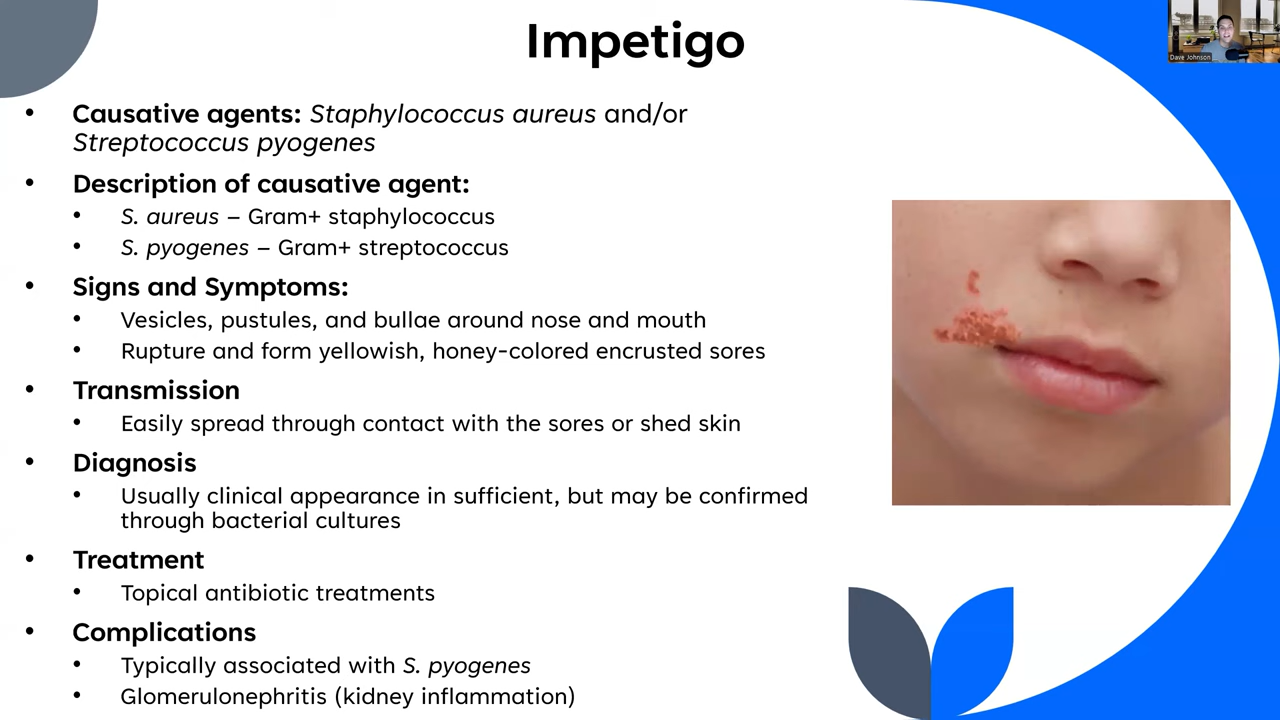 Impetigo
Dave Johnson
• Causative agents: Staphylococcus aureus and/or
Streptococcus pyogenes
• Description of causative agent:
• S. aureus – Gram+ staphylococcus
• S. pyogenes – Gram+ streptococcus
• Signs and Symptoms:
• Vesicles, pustules, and bullae around nose and mouth
• Rupture and form yellowish, honey-colored encrusted sores
• Transmission
• Easily spread through contact with the sores or shed skin
• Diagnosis
• Usually clinical appearance in sufficient, but may be confirmed
through bacterial cultures
• Treatment
• Topical antibiotic treatments
• Complications
• Typically associated with S. pyogenes
• Glomerulonephritis (kidney inflammation)